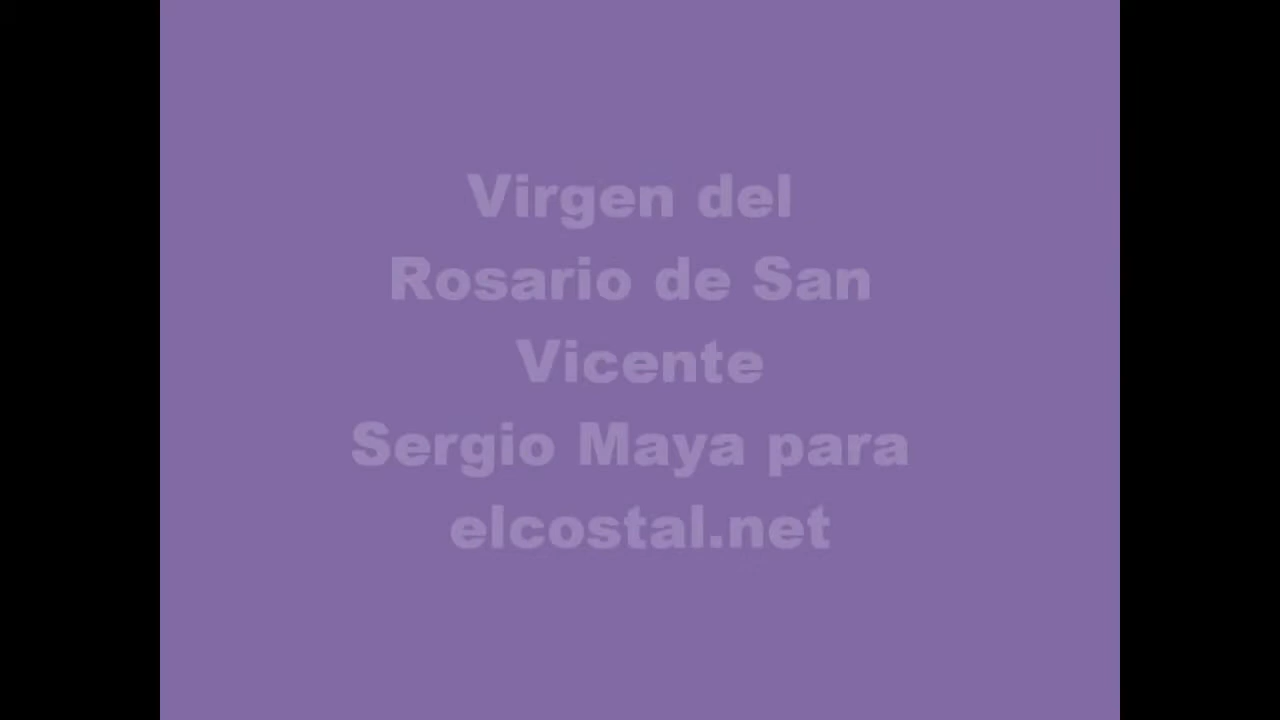 Virgen del
Rosario de San
Vicente
Sergio Maya para
elcostal.net